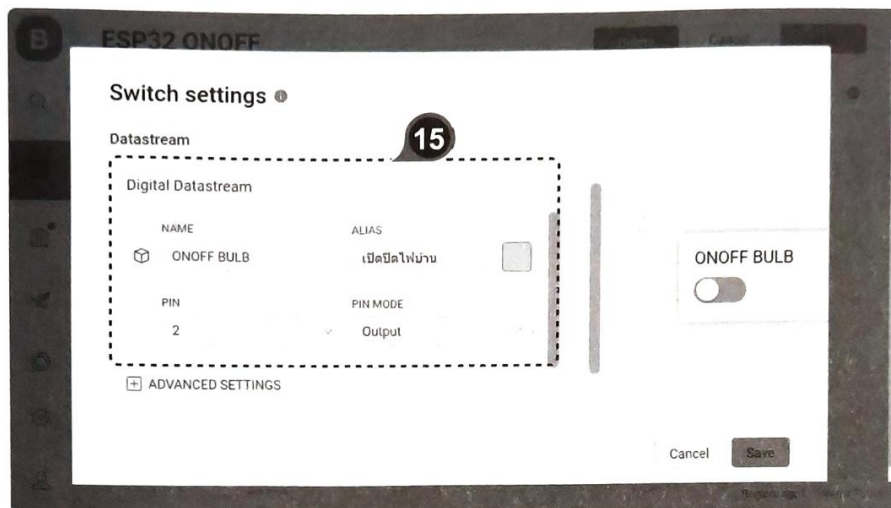 B
ESP32 ONOFF
Cancel
Switch settings
15
Datastream
Digital Datastream
NAME ALIAS
ONOFF BULB เปิดปิดไฟบ้าน
PIN PIN MODE
2 Output
ADVANCED SETTINGS
ONOFF BULB
Cancel Save